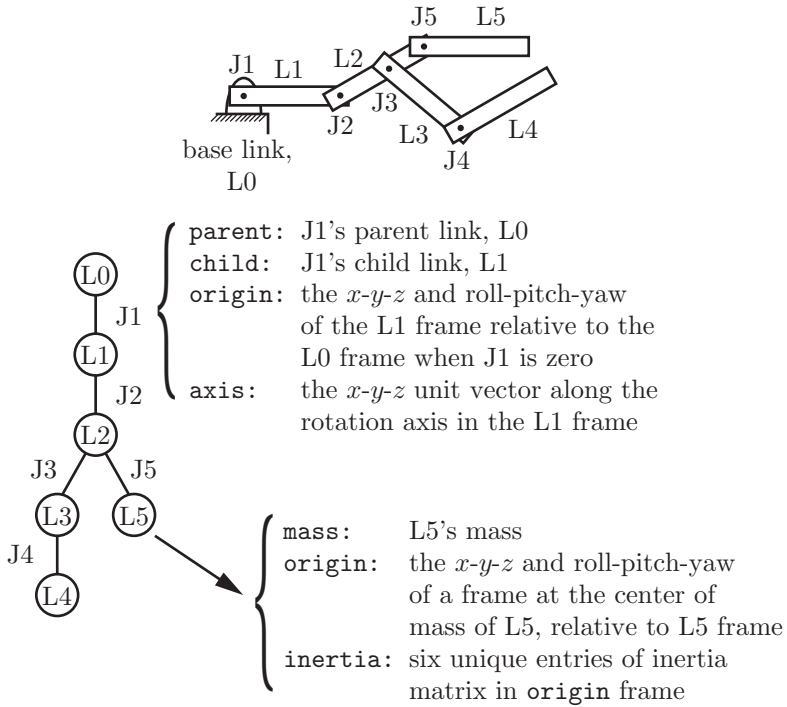 J5 L5
J1 L1 L2
J3
J2 L3 L4
J4
base link,
L0
parent: J1's parent link, L0
child: J1's child link, L1
origin: the x-y-z and roll-pitch-yaw
of the L1 frame relative to the
L0 frame when J1 is zero
axis: the x-y-z unit vector along the
rotation axis in the L1 frame
L0
J1
L1
J2
L2
J3 J5
L3 L5
J4
L4
mass: L5's mass
origin: the x-y-z and roll-pitch-yaw
of a frame at the center of
mass of L5, relative to L5 frame
inertia: six unique entries of inertia
matrix in origin frame